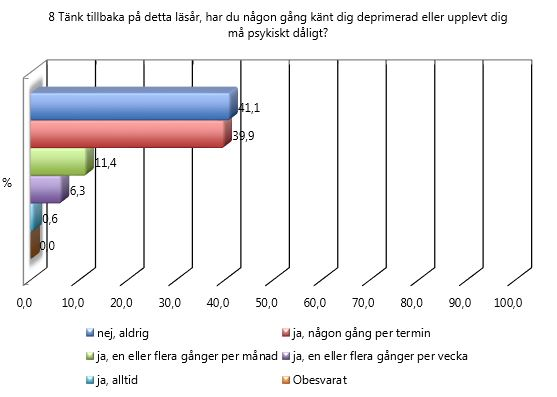 8 Tänk tillbaka på detta läsår, har du någon gång känt dig deprimerad eller upplevt dig
må psykiskt dåligt?
41,1
39,9
11,4
6,3
0,6
0,0
%
0,0 10,0 20,0 30,0 40,0 50,0 60,0 70,0 80,0 90,0 100,0
nej, aldrig ja, någon gång per termin
ja, en eller flera gånger per månad ja, en eller flera gånger per vecka
ja, alltid Obesvarat